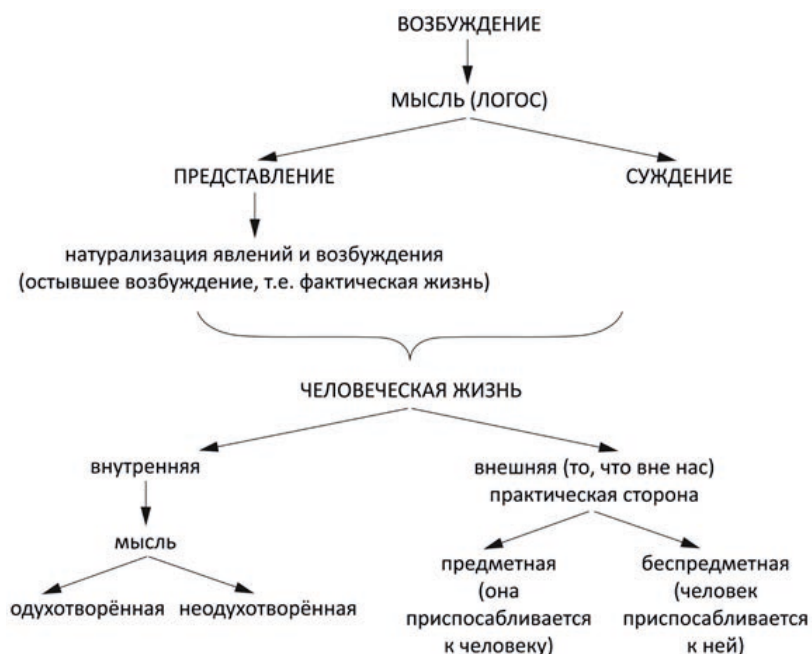 ВОЗБУЖДЕНИЕ
МЫСЛЬ (ЛОГОС)
ПРЕДСТАВЛЕНИЕ
СУЖДЕНИЕ
натурализация явлений и возбуждения
(остывшее возбуждение, т.е. фактическая жизнь)
ЧЕЛОВЕЧЕСКАЯ ЖИЗНЬ
внутренняя
внешняя (то, что вне нас)
практическая сторона
мысль
одухотворённая
неодухотворённая
предметная
(она
приспосабливается
к человеку)
беспредметная
(человек
приспосабливается
к ней)